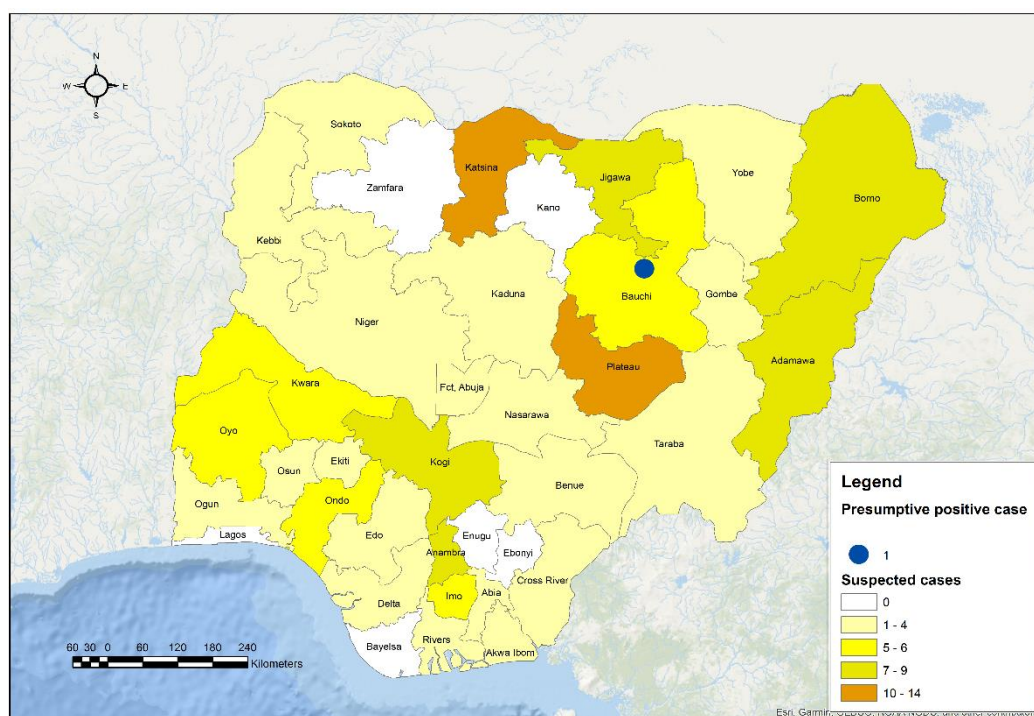 N
W E
S
Sokoto
Katsina
Zamfara
Jigawa
Yobe
Borno
Kano
Kebbi
Kaduna
Bauchi
Gombe
Niger
Adamawa
Plateau
Kwara
Fct, Abuja
Nasarawa
Oyo
Taraba
Kogi
Osun
Ekiti
Benue
Ogun
Ondo
Lagos
Edo
Enugu
Anambra
Ebonyi
Cross River
Imo
Abia
Delta
Bayelsa
Rivers
Akwa Ibom
60 30 0 60 120 180 240
Kilometers
Legend
Presumptive positive case
1
Suspected cases
0
1 - 4
5 - 6
7 - 9
10 - 14
Esri, Garmin,